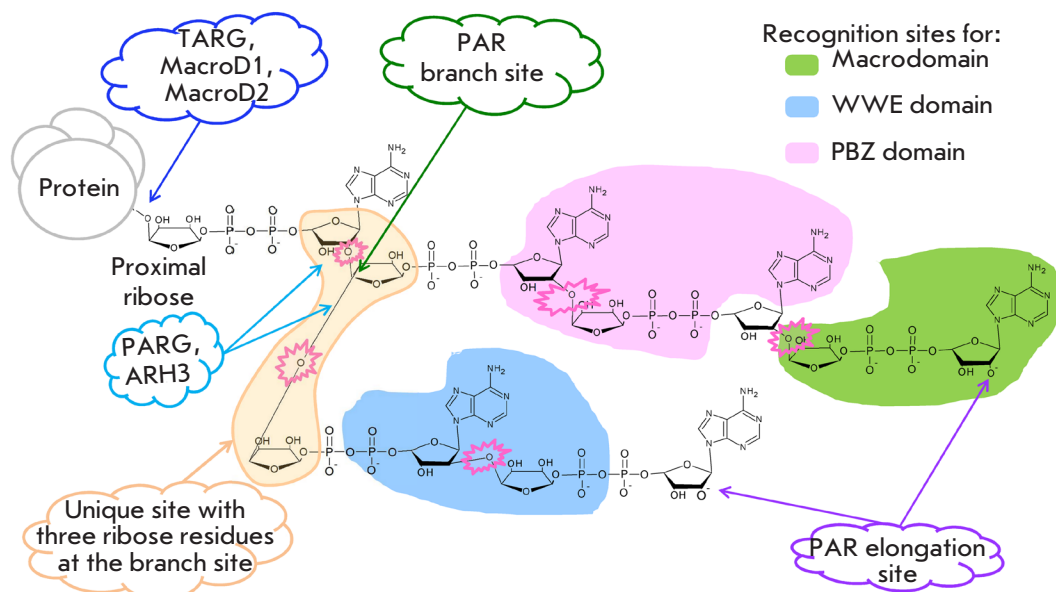 TARG,
MacroD1,
MacroD2
PAR
branch site
Recognition sites for:
Macrodomain
WWE domain
PBZ domain
Protein
Proximal
ribose
PARG,
ARH3
Unique site with
three ribose residues
at the branch site
PAR elongation
site